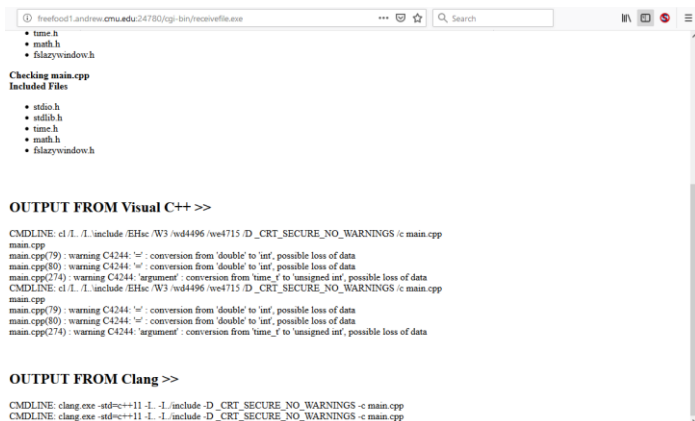 freefood1.andrew.cmu.edu:24780/cgi-bin/receivefile.exe
Search
time.h
math.h
fslazywindow.h
Checking main.cpp
Included Files
stdio.h
stdlib.h
time.h
math.h
fslazywindow.h
OUTPUT FROM Visual C++ >>
CMDLINE: cl /I.. /I..\include /EHsc /W3 /wd4496 /we4715 /D _CRT_SECURE_NO_WARNINGS /c main.cpp
main.cpp
main.cpp(79) : warning C4244: '=' : conversion from 'double' to 'int', possible loss of data
main.cpp(80) : warning C4244: '=' : conversion from 'double' to 'int', possible loss of data
main.cpp(274) : warning C4244: 'argument' : conversion from 'time_t' to 'unsigned int', possible loss of data
CMDLINE: cl /I.. /I..\include /EHsc /W3 /wd4496 /we4715 /D _CRT_SECURE_NO_WARNINGS /c main.cpp
main.cpp
main.cpp(79) : warning C4244: '=' : conversion from 'double' to 'int', possible loss of data
main.cpp(80) : warning C4244: '=' : conversion from 'double' to 'int', possible loss of data
main.cpp(274) : warning C4244: 'argument' : conversion from 'time_t' to 'unsigned int', possible loss of data
OUTPUT FROM Clang >>
CMDLINE: clang.exe -std=c++11 -I.. -I../include -D _CRT_SECURE_NO_WARNINGS -c main.cpp
CMDLINE: clang.exe -std=c++11 -I.. -I../include -D _CRT_SECURE_NO_WARNINGS -c main.cpp